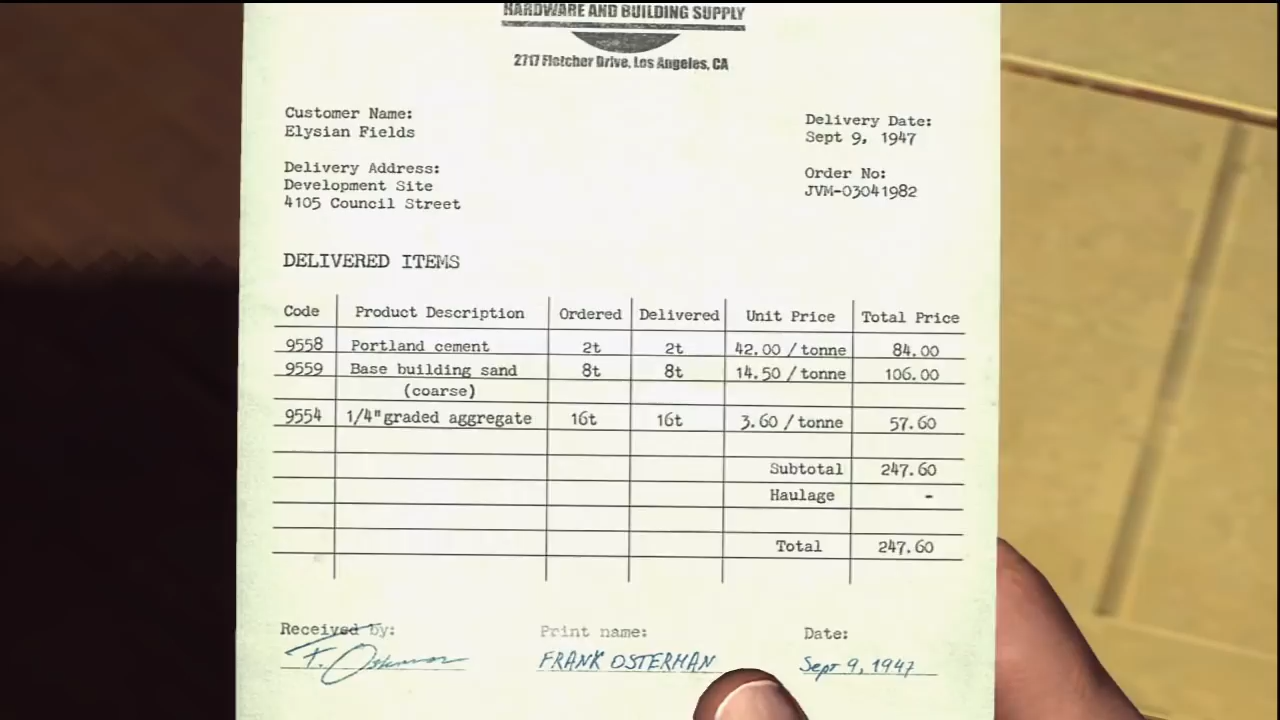 HARDWARE AND BUILDING SUPPLY
2717 Fletcher Drive, Los Angeles, CA
Customer Name:
Elysian Fields
Delivery Date:
Sept 9, 1947
Delivery Address:
Development Site
4105 Council Street
Order No:
JVM-03041982
DELIVERED ITEMS
Code Product Description Ordered Delivered Unit Price Total Price
9558 Portland cement 2t 2t 42.00 / tonne 84.00
9559 Base building sand 8t 8t 14.50 / tonne 106.00
(coarse)
9554 1/4" graded aggregate 16t 16t 3.60 / tonne 57.60
Subtotal 247.60
Haulage -
Total 247.60
Received by: Print name: Date:
F. Osterman FRANK OSTERMAN Sept 9, 1947